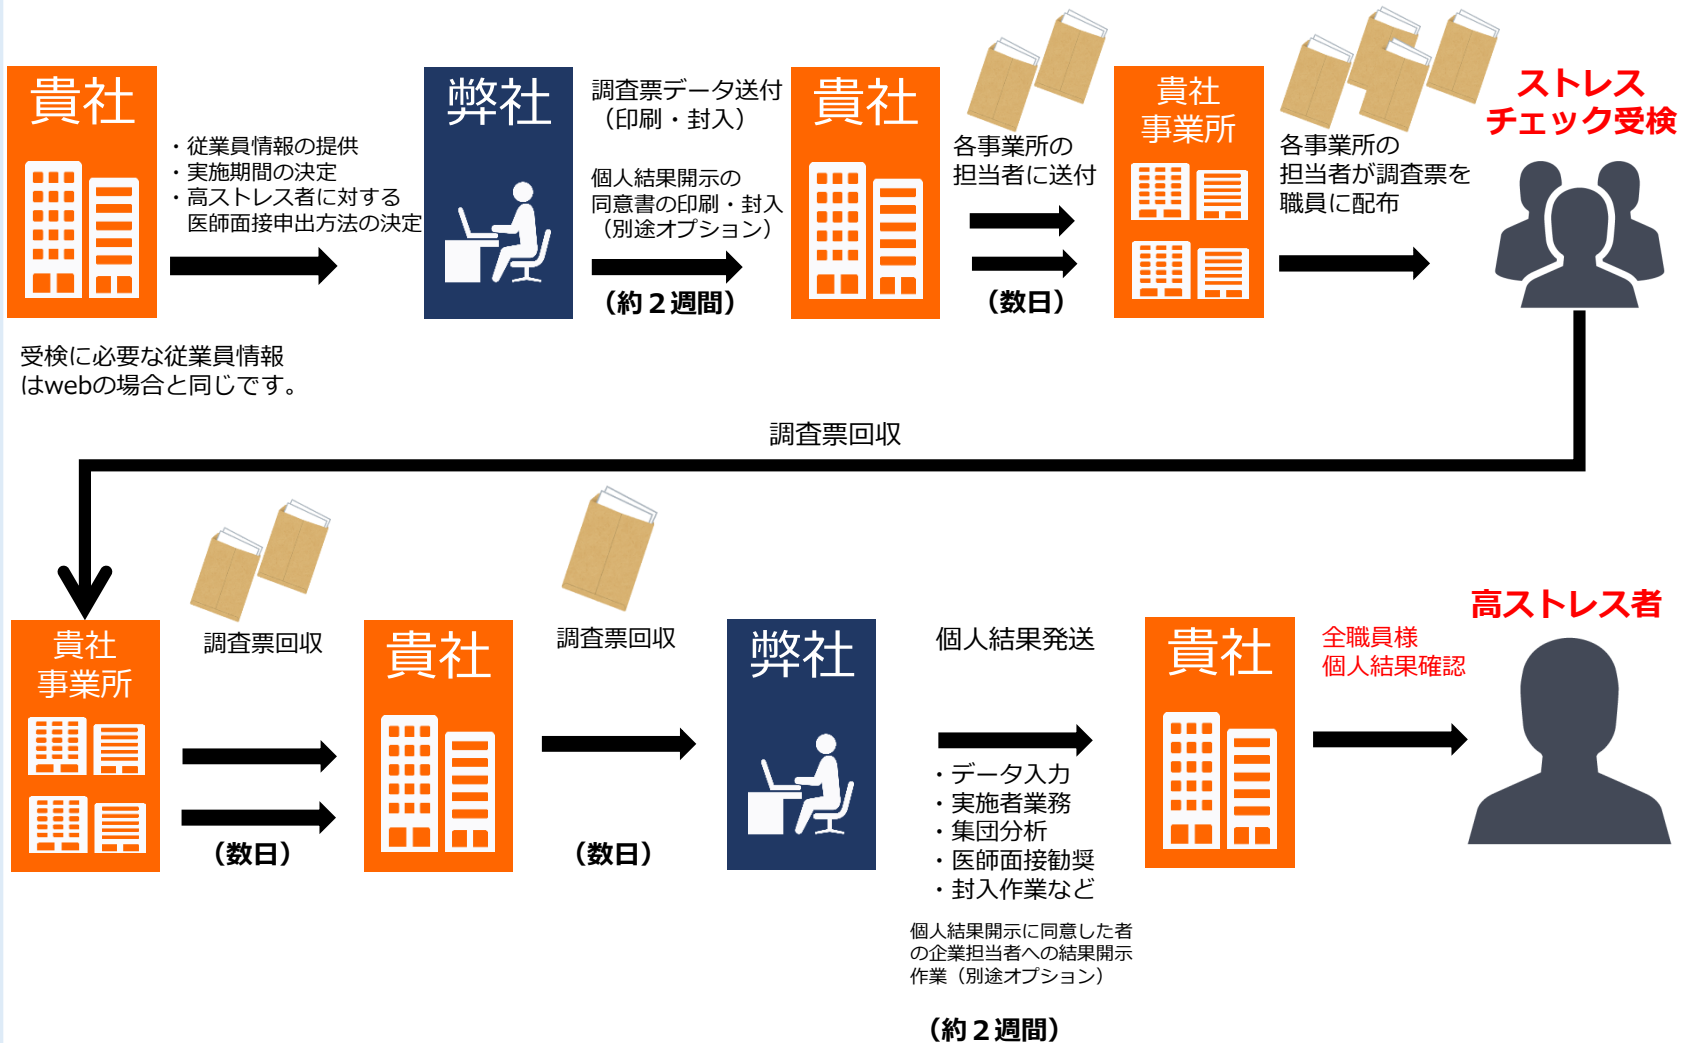 貴社
・従業員情報の提供
・実施期間の決定
・高ストレス者に対する
医師面接申出方法の決定
弊社
調査票データ送付
（印刷・封入）
個人結果開示の
同意書の印刷・封入
（別途オプション）
（約２週間）
貴社
各事業所の
担当者に送付
（数日）
貴社
事業所
各事業所の
担当者が調査票を
職員に配布
ストレス
チェック受検
受検に必要な従業員情報
はwebの場合と同じです。
調査票回収
貴社
事業所
調査票回収
（数日）
貴社
調査票回収
（数日）
弊社
個人結果発送
・データ入力
・実施者業務
・集団分析
・医師面接勧奨
・封入作業など
個人結果開示に同意した者
の企業担当者への結果開示
作業（別途オプション）
（約２週間）
貴社
全職員様
個人結果確認
高ストレス者